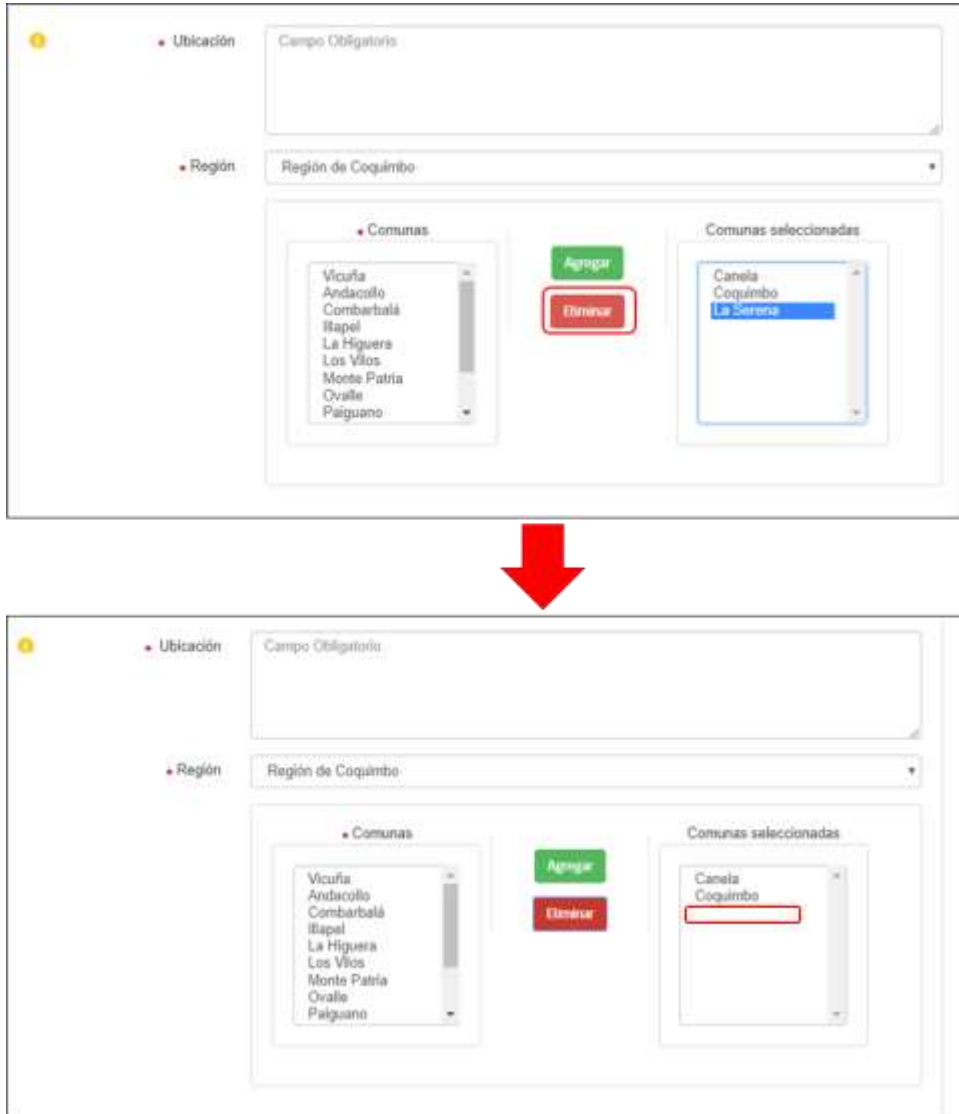 • Ubicación
Campo Obligatorio
• Región
Región de Coquimbo
• Comunas
Comunas seleccionadas
Vicuña
Andacollo
Combarbalá
Illapel
La Higuera
Los Vilos
Monte Patria
Ovalle
Paiguano
Agregar
Eliminar
Canela
Coquimbo
La Serena
• Ubicación
Campo Obligatorio
• Región
Región de Coquimbo
• Comunas
Comunas seleccionadas
Vicuña
Andacollo
Combarbalá
Illapel
La Higuera
Los Vilos
Monte Patria
Ovalle
Paiguano
Agregar
Eliminar
Canela
Coquimbo